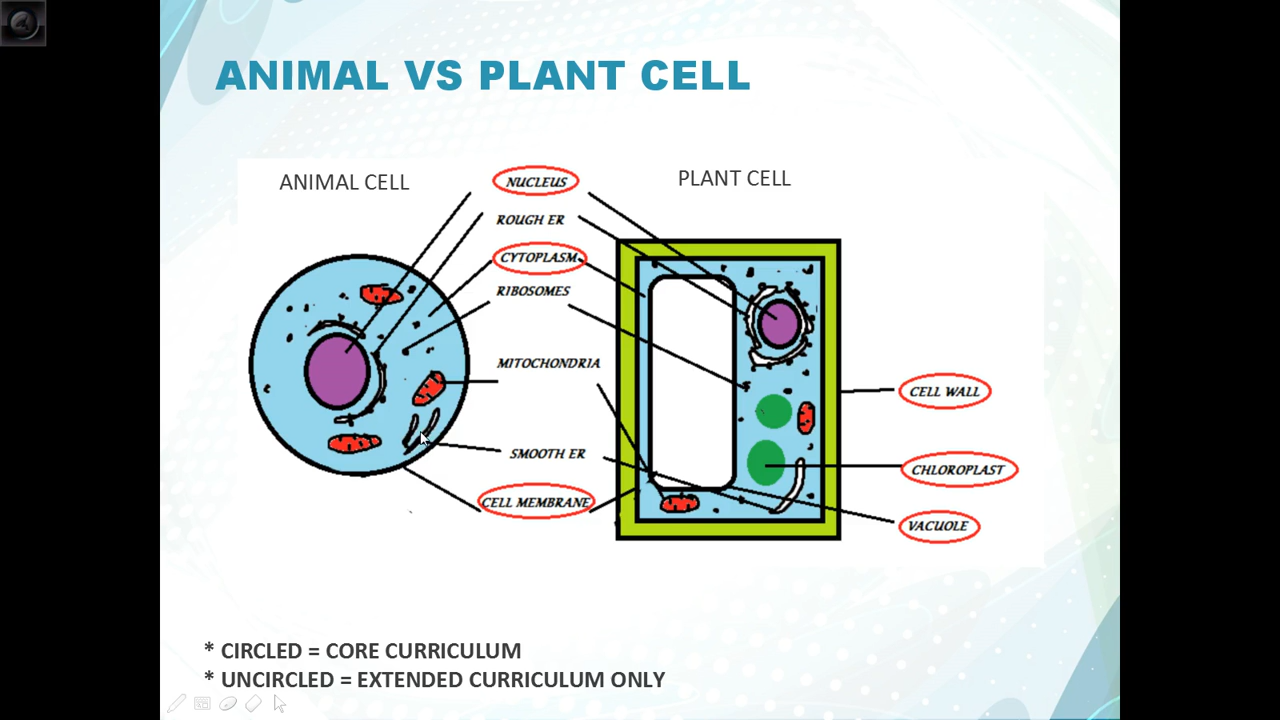 ANIMAL VS PLANT CELL
ANIMAL CELL
PLANT CELL
NUCLEUS
ROUGH ER
CYTOPLASM
RIBOSOMES
MITOCHONDRIA
SMOOTH ER
CELL MEMBRANE
CELL WALL
CHLOROPLAST
VACUOLE
* CIRCLED = CORE CURRICULUM
* UNCIRCLED = EXTENDED CURRICULUM ONLY